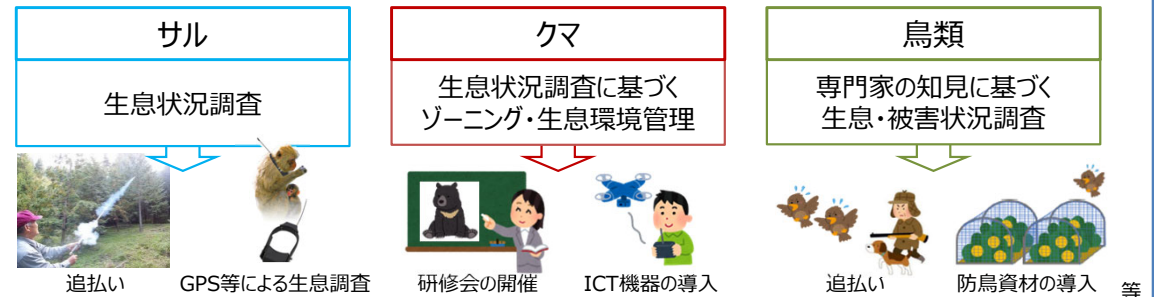 サル
生息状況調査
追払い
GPS等による生息調査
クマ
生息状況調査に基づく
ゾーニング・生息環境管理
研修会の開催
ICT機器の導入
鳥類
専門家の知見に基づく
生息・被害状況調査
追払い
防鳥資材の導入
等